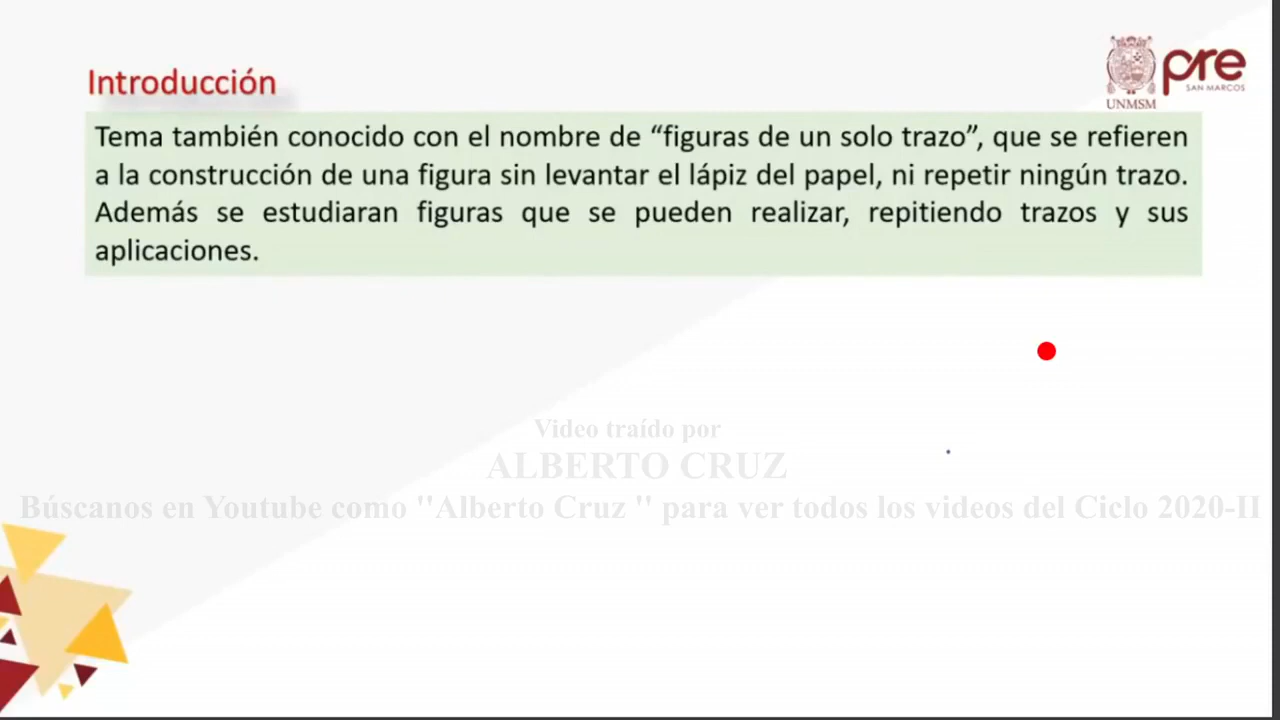 Introducción
UNMSM
pre
SAN MARCOS
Tema también conocido con el nombre de “figuras de un solo trazo”, que se refieren
a la construcción de una figura sin levantar el lápiz del papel, ni repetir ningún trazo.
Además se estudiaran figuras que se pueden realizar, repitiendo trazos y sus
aplicaciones.
Video traído por
ALBERTO CRUZ
Búscanos en Youtube como ''Alberto Cruz '' para ver todos los videos del Ciclo 2020-II